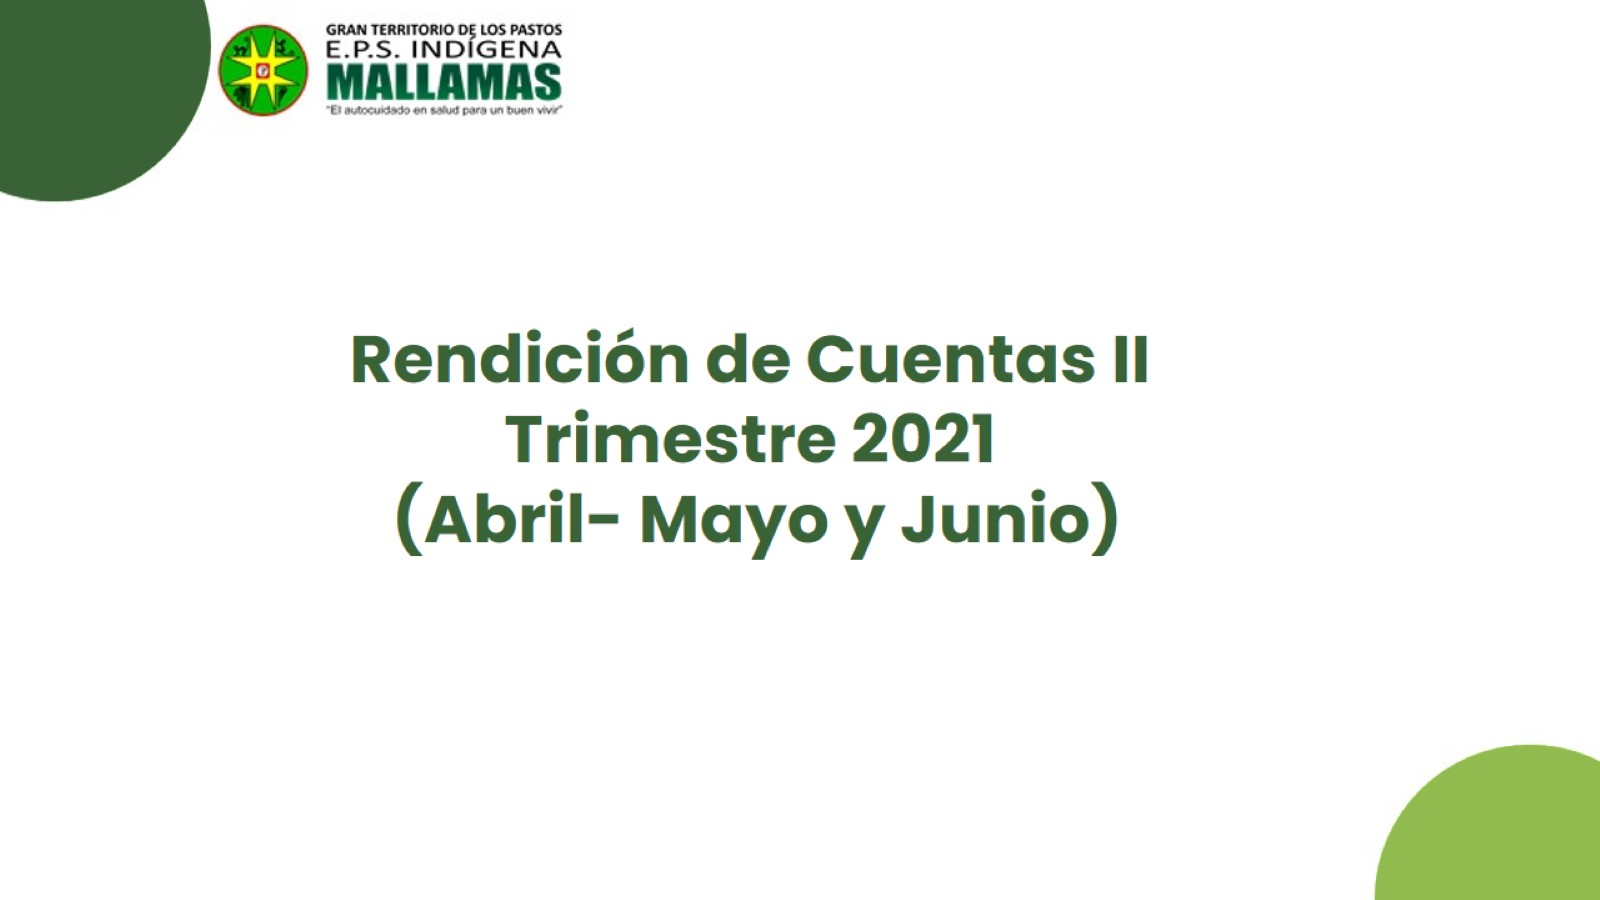 GRAN TERRITORIO DE LOS PASTOS
E.P.S. INDÍGENA
MALLAMAS
"El autocuidado en salud para un buen vivir"
Rendición de Cuentas II
Trimestre 2021
(Abril- Mayo y Junio)